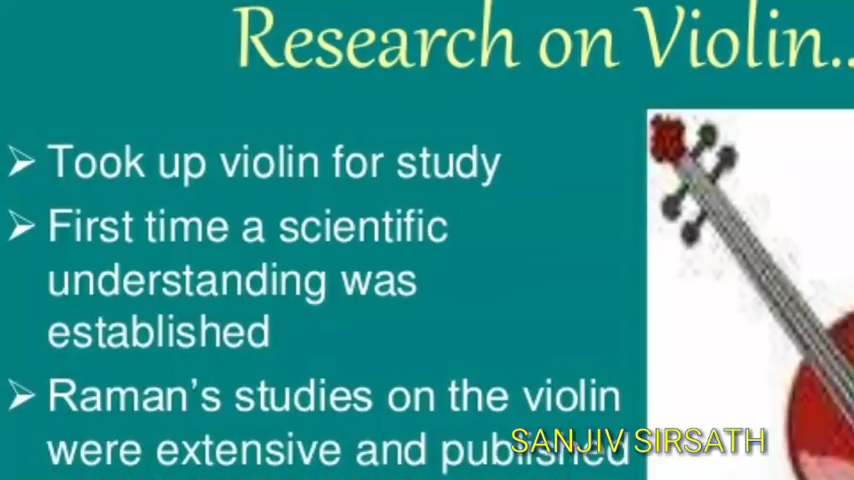 Research on Violin..
Took up violin for study
First time a scientific
understanding was
established
Raman's studies on the violin
were extensive and published
SANJIV SIRSATH